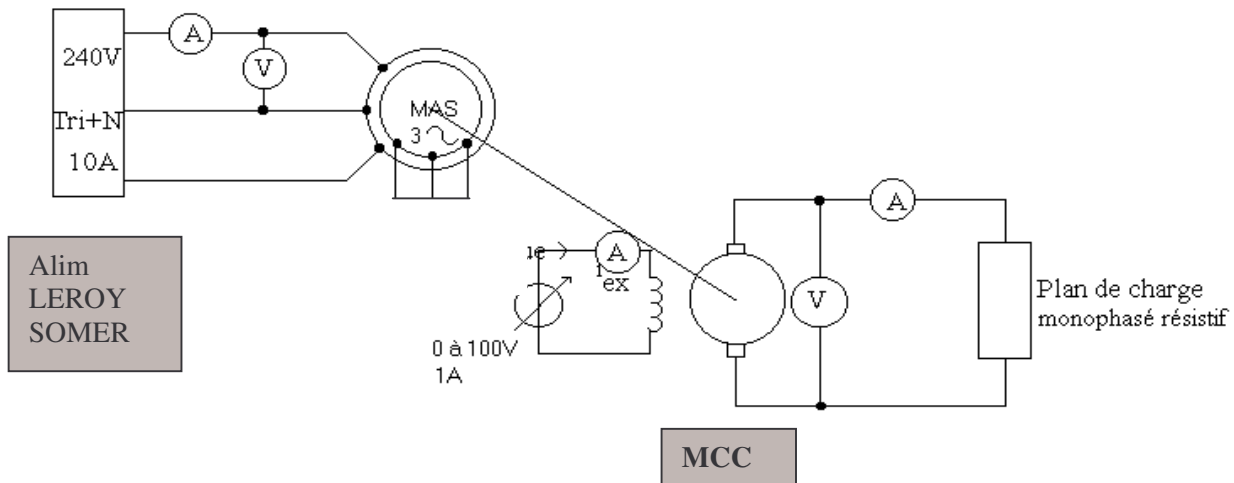 A
240V
V
Tri+N
10A
MAS
3
Alim
LEROY
SOMER
A
ie
A
ex
0 à 100V
1A
V
Plan de charge
monophasé résistif
MCC